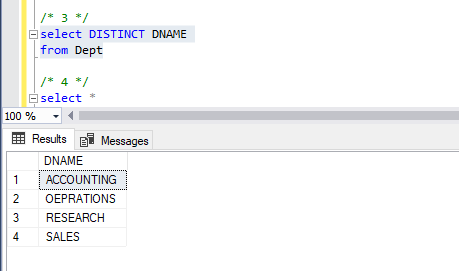 /* 3 */
select DISTINCT DNAME
from Dept
/* 4 */
select *
100 %
Results Messages
DNAME
1 ACCOUNTING
2 OEPRATIONS
3 RESEARCH
4 SALES